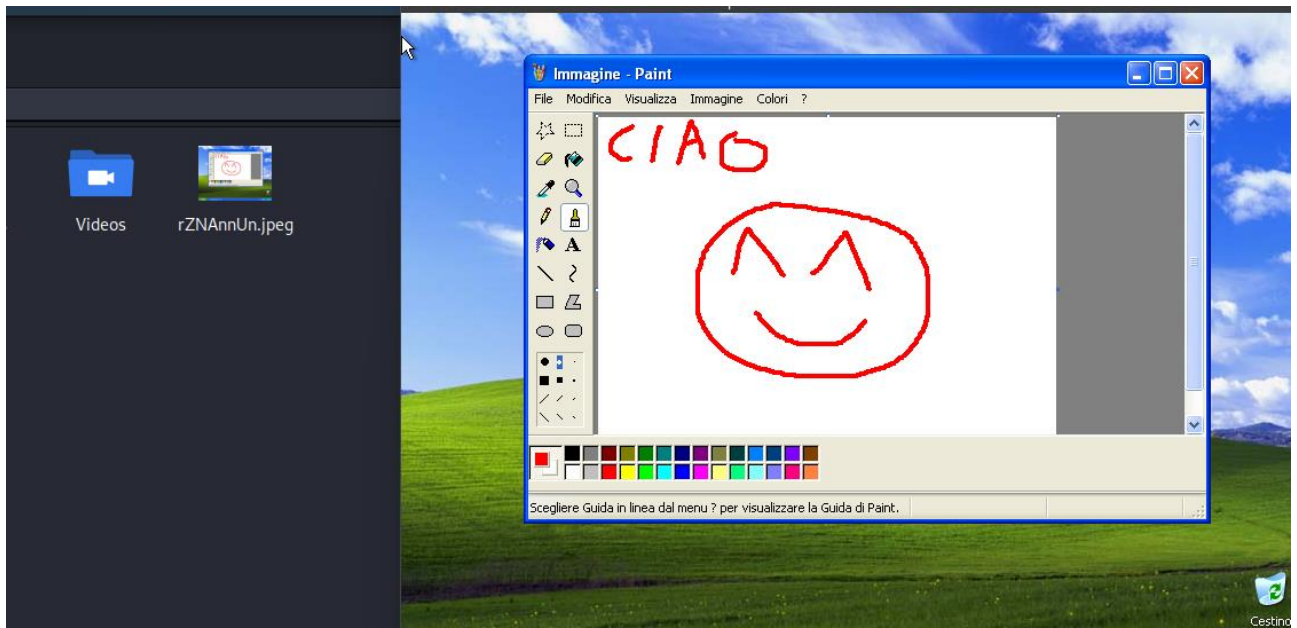 Immagine - Paint
File Modifica Visualizza Immagine Colori ?
CIAO
A
Videos
rZNAnnUn.jpeg
Scegliere Guida in linea dal menu ? per visualizzare la Guida di Paint.
Cestino